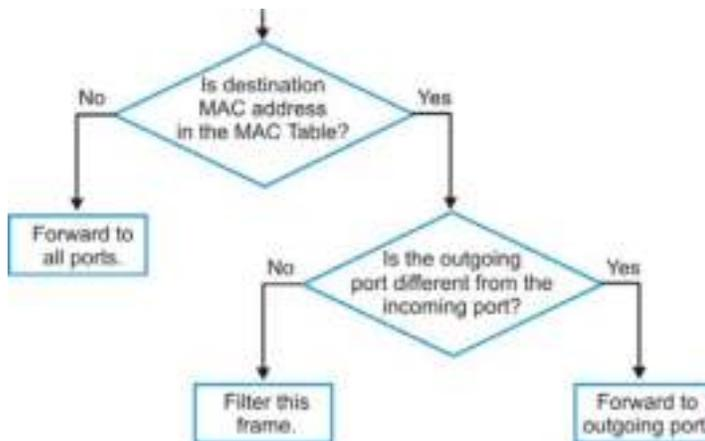 Is destination
No
MAC address
Yes
in the MAC Table?
Forward to
all ports.
Is the outgoing
No
port different from the
Yes
incoming port?
Filter this
frame.
Forward to
outgoing port